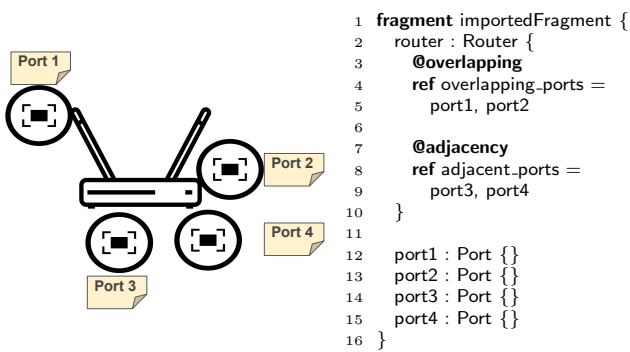 Port 1
Port 2
Port 4
Port 3
1 fragment importedFragment {
2 router : Router {
3 @overlapping
4 ref overlapping_ports =
5 port1, port2
6
7 @adjacency
8 ref adjacent_ports =
9 port3, port4
10 }
11
12 port1 : Port {}
13 port2 : Port {}
14 port3 : Port {}
15 port4 : Port {}
16 }